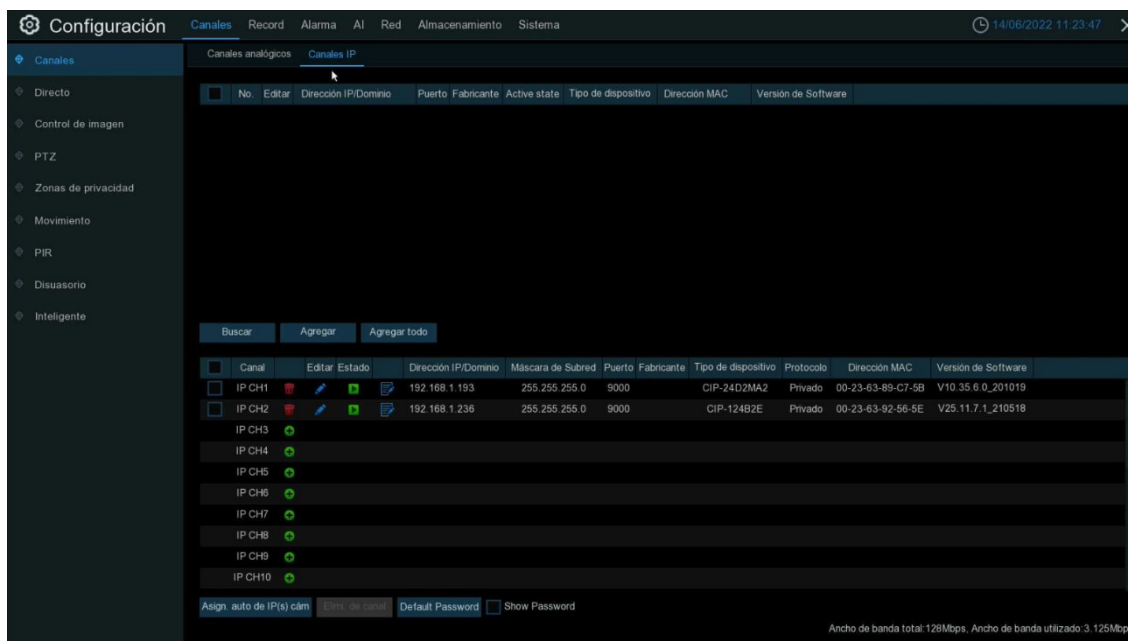 Configuración Canales Record Alarma AI Red Almacenamiento Sistema 14/06/2022 11:23:47
Canales
Directo
Control de imagen
PTZ
Zonas de privacidad
Movimiento
PIR
Disuasorio
Inteligente
Canales analógicos Canales IP
No. Editar Dirección IP/Dominio Puerto Fabricante Active state Tipo de dispositivo Dirección MAC Versión de Software
Buscar Agregar Agregar todo
Canal Editar Estado Dirección IP/Dominio Máscara de Subred Puerto Fabricante Tipo de dispositivo Protocolo Dirección MAC Versión de Software
IP CH1 192.168.1.193 255.255.255.0 9000 CIP-24D2MA2 Privado 00-23-63-89-C7-5B V10.35.6.0_201019
IP CH2 192.168.1.236 255.255.255.0 9000 CIP-124B2E Privado 00-23-63-92-56-5E V25.11.7.1_210518
IP CH3
IP CH4
IP CH5
IP CH6
IP CH7
IP CH8
IP CH9
IP CH10
Asign. auto de IP(s) cám Elmi. de canal Default Password Show Password
Ancho de banda total:128Mbps, Ancho de banda utilizado:3.125Mbp